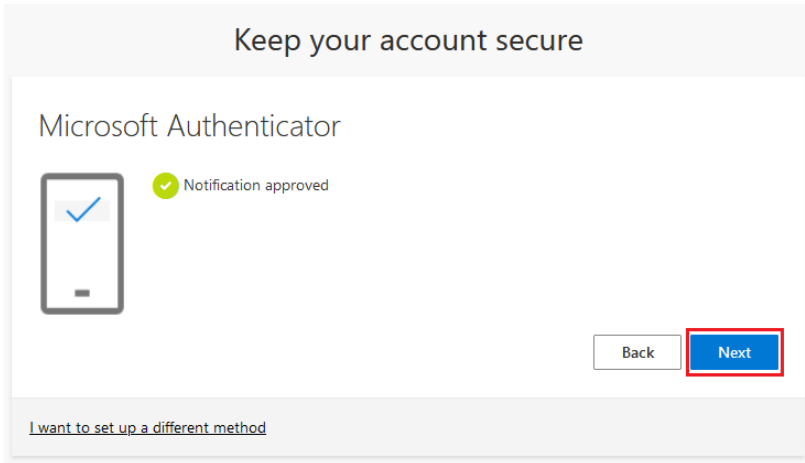 Keep your account secure
Microsoft Authenticator
Notification approved
Back
Next
I want to set up a different method